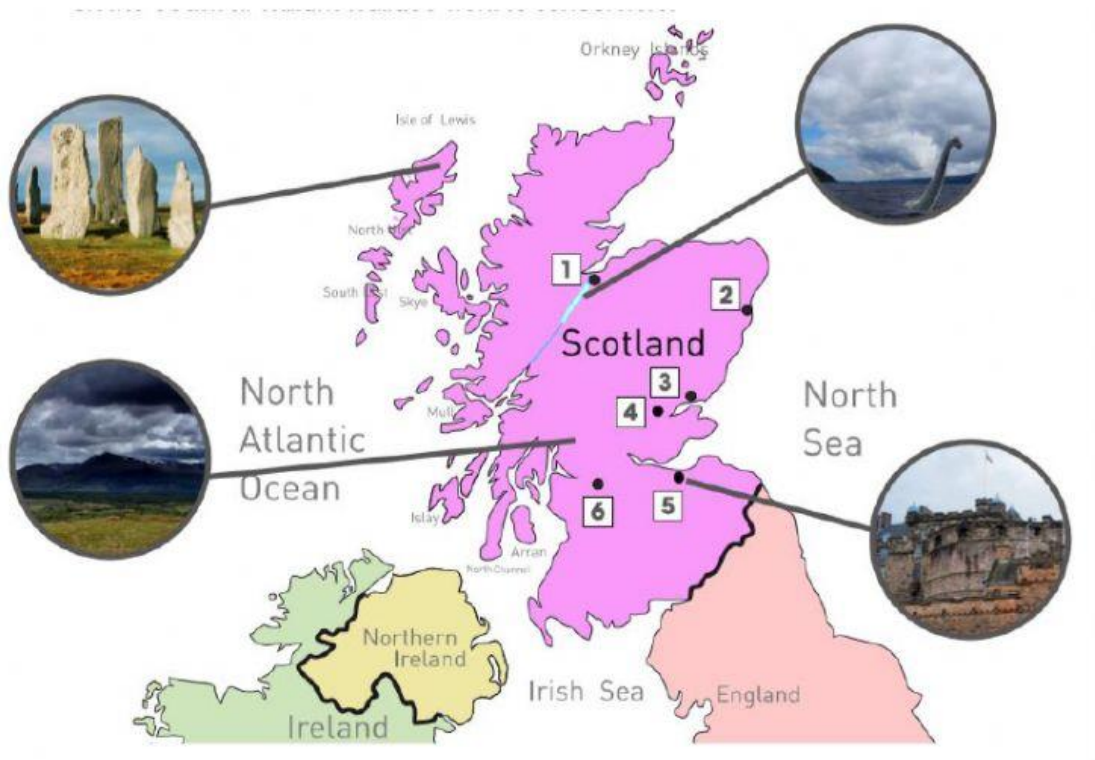 Orkney Islands
Isle of Lewis
North Uist
1
South Uist
Skye
2
Scotland
3
4
North
Atlantic
Ocean
North
Sea
Mull
Islay
6
5
Arran
North Channel
Northern
Ireland
Irish Sea
England
Ireland